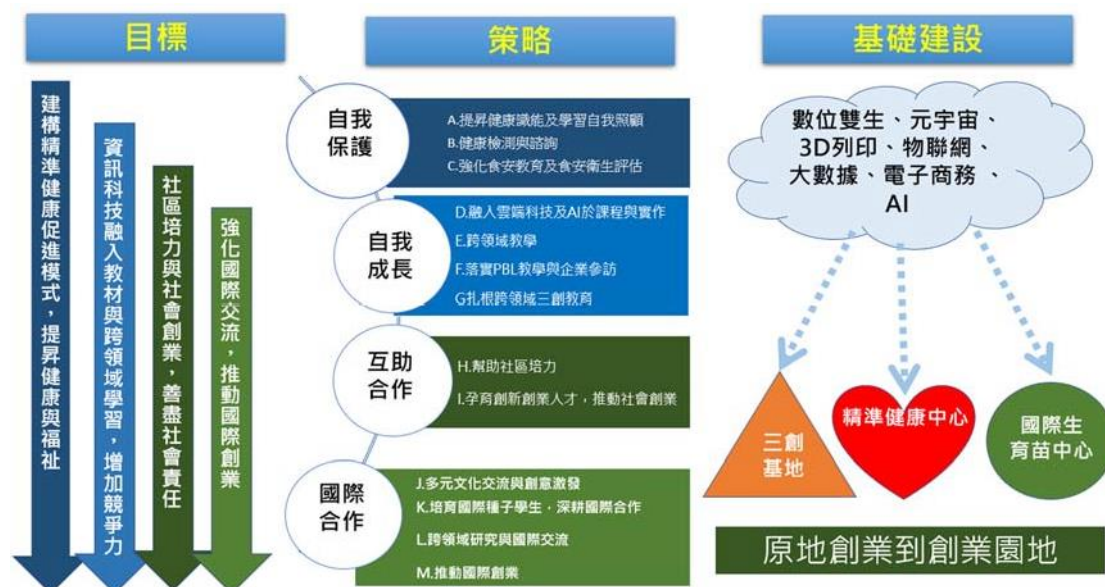 目標
建構精準健康促進模式，提昇健康與福祉
資訊科技融入教材與跨領域學習，增加競爭力
社區培力與社會創業，善盡社會責任
強化國際交流，推動國際創業
策略
自我
保護
A.提昇健康識能及學習自我照顧
B.健康檢測與諮詢
C.強化食安教育及食安衛生評估
自我
成長
D.融入雲端科技及AI於課程與實作
E.跨領域教學
F.落實PBL教學與企業參訪
G扎根跨領域三創教育
互助
合作
H.幫助社區培力
I.孕育創新創業人才，推動社會創業
國際
合作
J.多元文化交流與創意激發
K.培育國際種子學生，深耕國際合作
L.跨領域研究與國際交流
M.推動國際創業
基礎建設
數位雙生、元宇宙、
3D列印、物聯網、
大數據、電子商務、
AI
三創
基地
精準健康中心
國際生
育苗中心
原地創業到創業園地